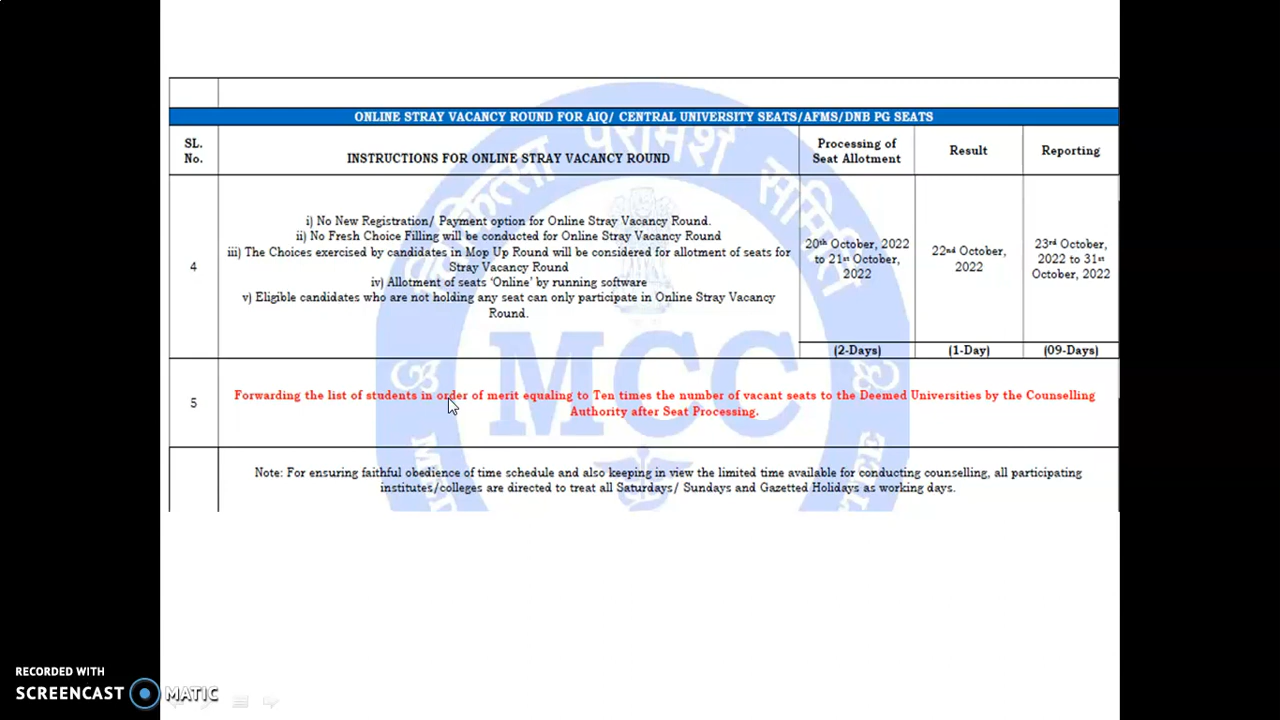 ONLINE STRAY VACANCY ROUND FOR AIQ/ CENTRAL UNIVERSITY SEATS/AFMS/DNB PG SEATS
SL.
No.
INSTRUCTIONS FOR ONLINE STRAY VACANCY ROUND
Processing of
Seat Allotment
Result
Reporting
4
i) No New Registration/ Payment option for Online Stray Vacancy Round.
ii) No Fresh Choice Filling will be conducted for Online Stray Vacancy Round
iii) The Choices exercised by candidates in Mop Up Round will be considered for allotment of seats for
Stray Vacancy Round
iv) Allotment of seats 'Online' by running software
v) Eligible candidates who are not holding any seat can only participate in Online Stray Vacancy
Round.
20th October, 2022
to 21st October,
2022
22nd October,
2022
23rd October,
2022 to 31st
October, 2022
(2-Days)
(1-Day)
(09-Days)
5
Forwarding the list of students in order of merit equaling to Ten times the number of vacant seats to the Deemed Universities by the Counselling
Authority after Seat Processing.
Note: For ensuring faithful obedience of time schedule and also keeping in view the limited time available for conducting counselling, all participating
institutes/colleges are directed to treat all Saturdays/ Sundays and Gazetted Holidays as working days.
चिकित्सा परामर्श समिति
MCC
RECORDED WITH
SCREENCAST MATIC